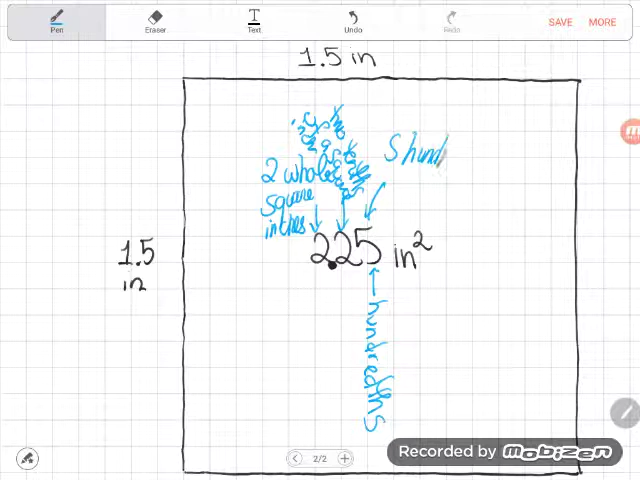 Pen
Eraser
Text
Undo
Redo
SAVE
MORE
1.5 in
2 whole
square
inches
5 hund
1.5
in
2.25 in²
hundredths
2/2
Recorded by mobizen